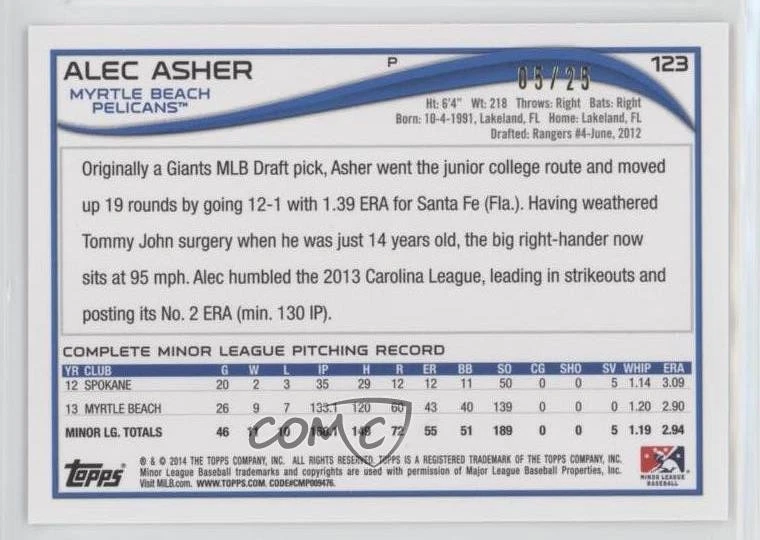 ALEC ASHER P 05/25 123
MYRTLE BEACH
PELICANS™
Ht: 6'4" Wt: 218 Throws: Right Bats: Right
Born: 10-4-1991, Lakeland, FL Home: Lakeland, FL
Drafted: Rangers #4-June, 2012
Originally a Giants MLB Draft pick, Asher went the junior college route and moved
up 19 rounds by going 12-1 with 1.39 ERA for Santa Fe (Fla.). Having weathered
Tommy John surgery when he was just 14 years old, the big right-hander now
sits at 95 mph. Alec humbled the 2013 Carolina League, leading in strikeouts and
posting its No. 2 ERA (min. 130 IP).
COMPLETE MINOR LEAGUE PITCHING RECORD
YR CLUB G W L IP H R ER BB SO CG SHO SV WHIP ERA
12 SPOKANE 20 2 3 35 29 12 12 11 50 0 0 5 1.14 3.09
13 MYRTLE BEACH 26 9 7 133.1 120 60 43 40 139 0 0 0 1.20 2.90
MINOR LG. TOTALS 46 11 10 168.1 149 72 55 51 189 0 0 5 1.19 2.94
COMC
Topps
® & © 2014 THE TOPPS COMPANY, INC. ALL RIGHTS RESERVED. TOPPS IS A REGISTERED TRADEMARK OF THE TOPPS COMPANY, INC.
Minor League Baseball trademarks and copyrights are used with permission of Major League Baseball Properties, Inc.
Visit MiLB.com. WWW.TOPPS.COM. CODE#CMP009476.
MINOR LEAGUE
BASEBALL